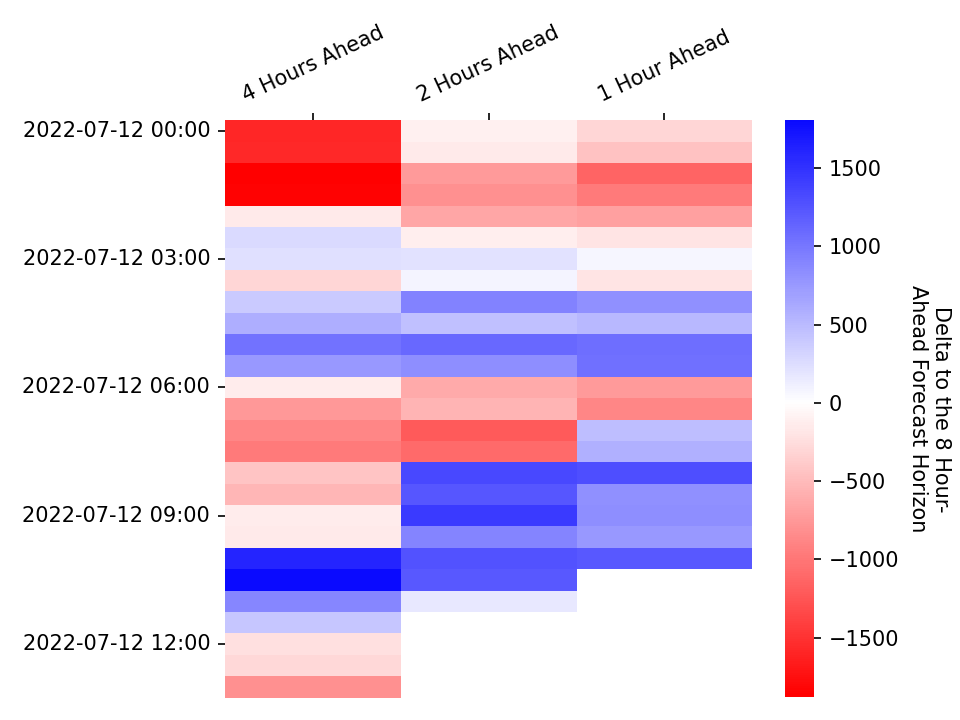 4 Hours Ahead
2 Hours Ahead
1 Hour Ahead
2022-07-12 00:00
2022-07-12 03:00
2022-07-12 06:00
2022-07-12 09:00
2022-07-12 12:00
1500
1000
500
0
−500
−1000
−1500
Delta to the 8 Hour-
Ahead Forecast Horizon